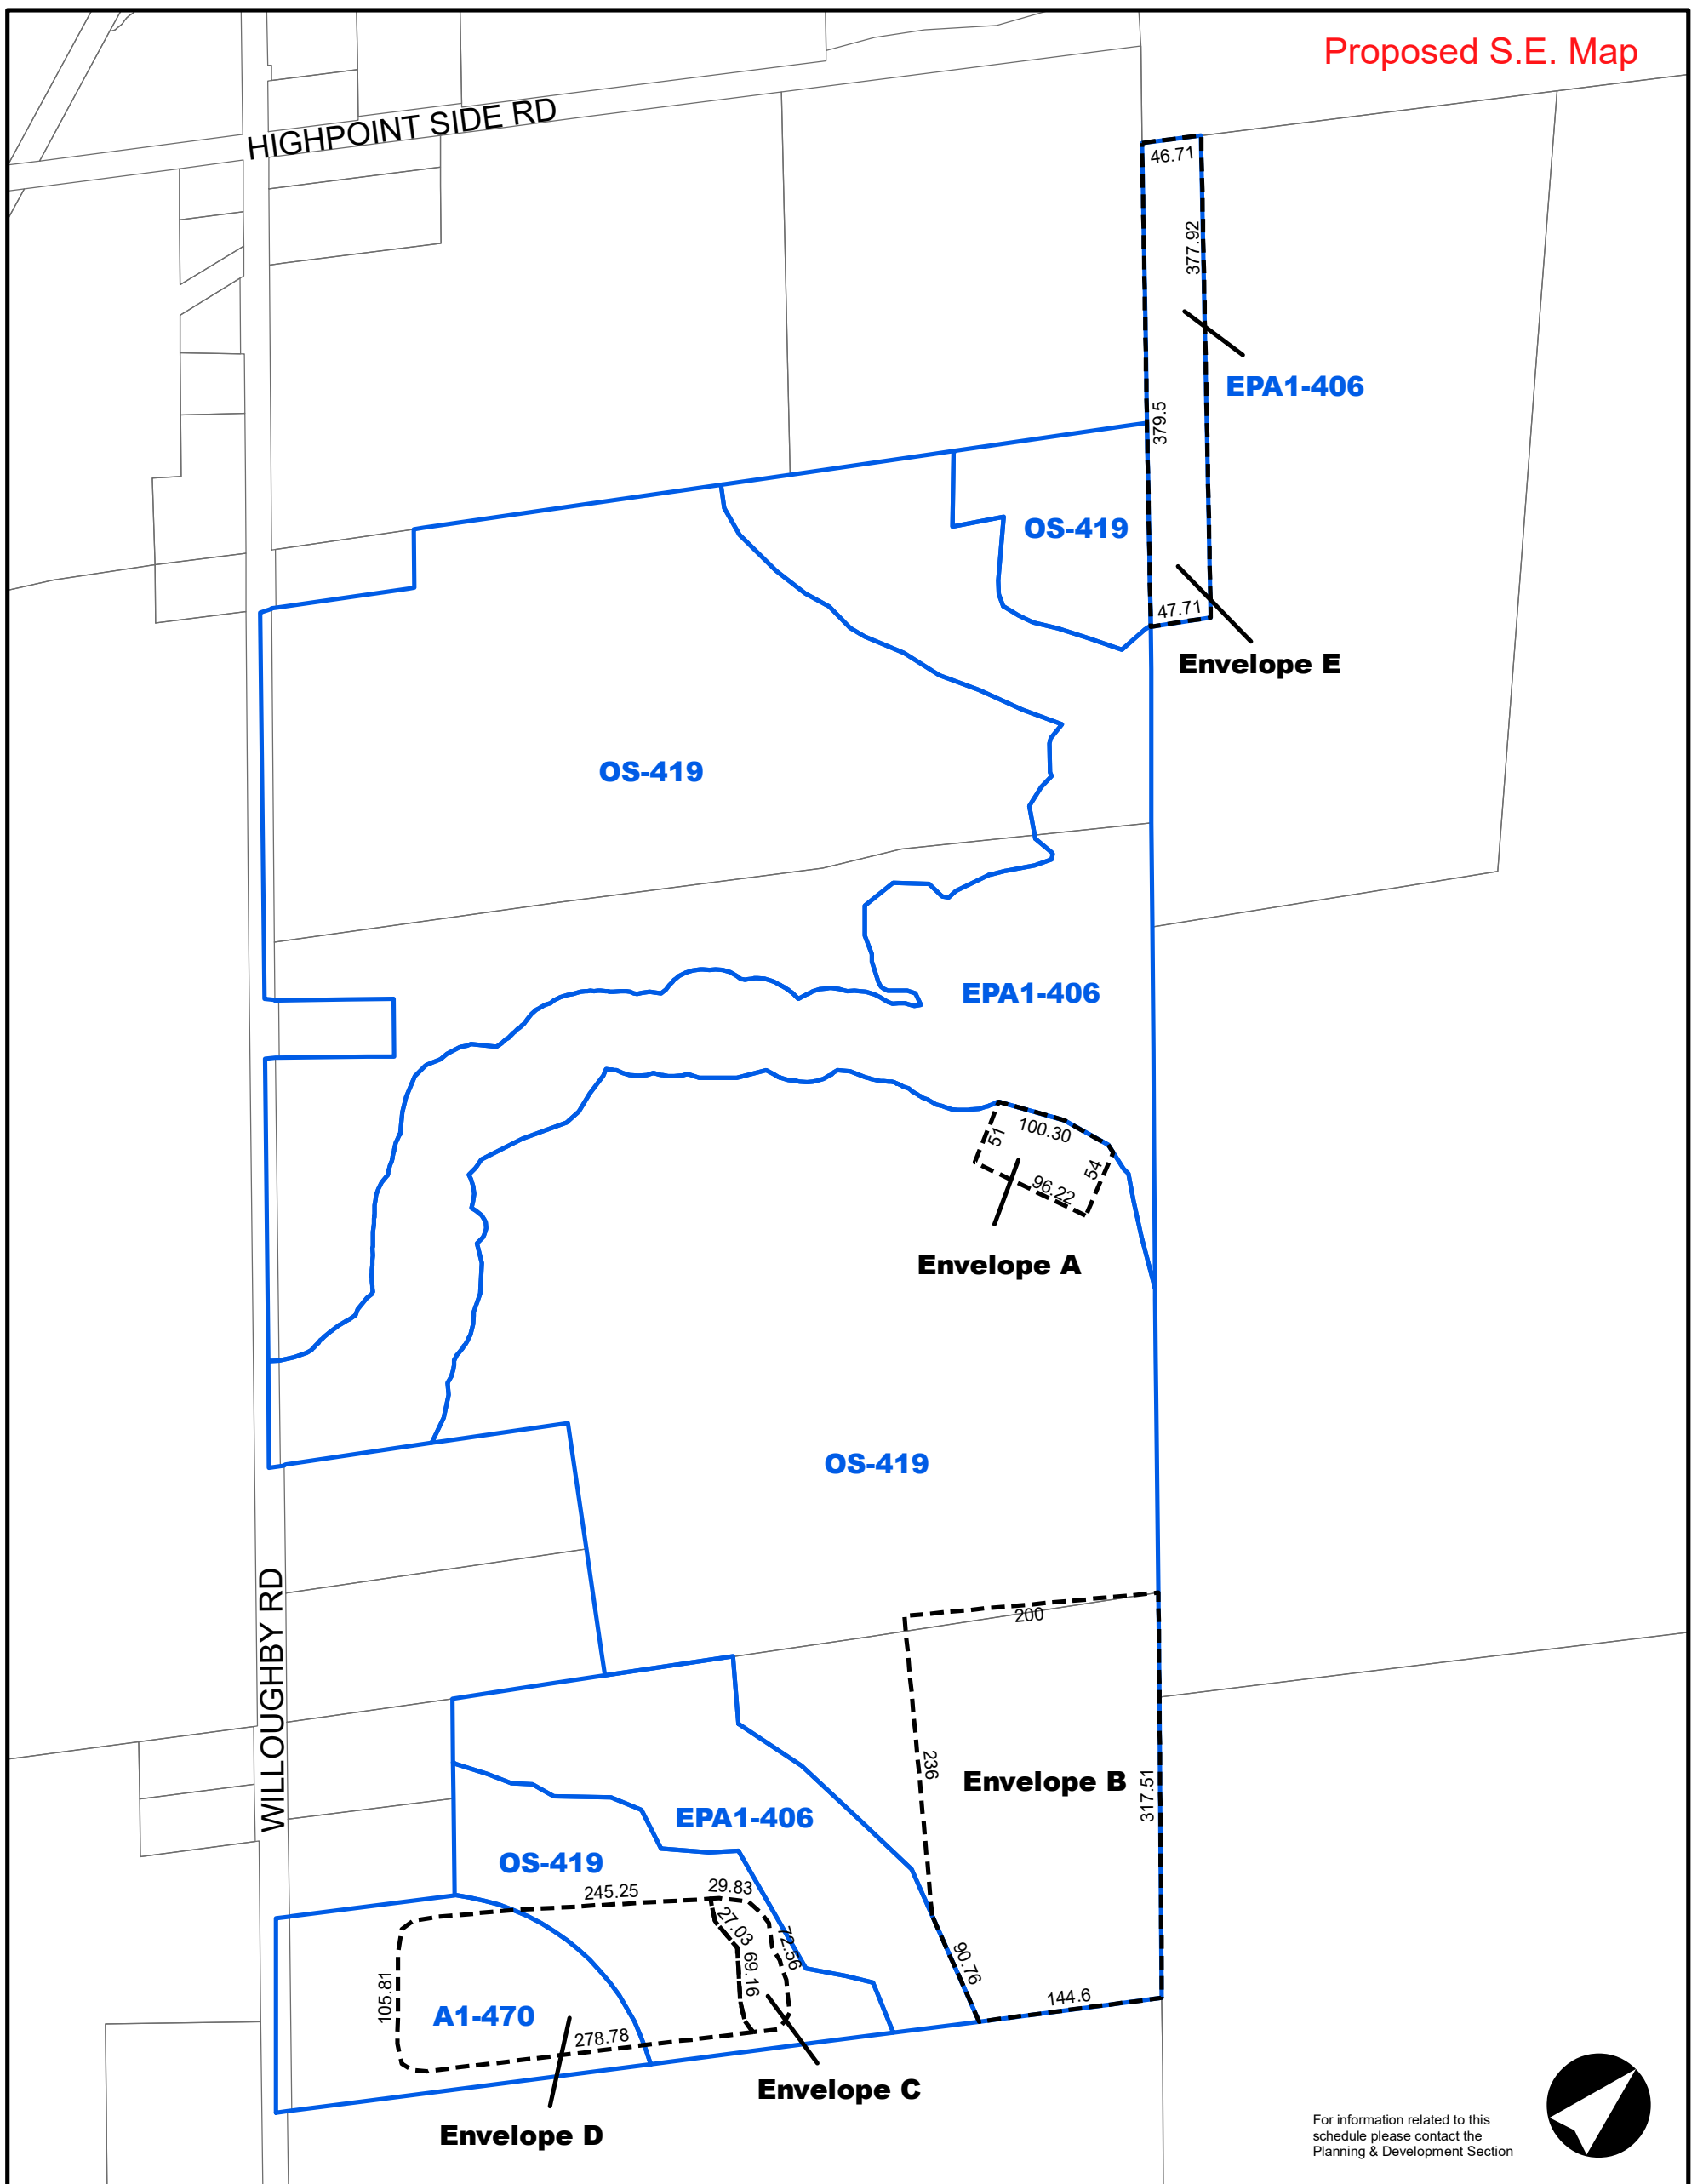 Proposed S.E. Map
HIGHPOINT SIDE RD
46.71
377.92
EPA1-406
379.5
OS-419
47.71
Envelope E
OS-419
EPA1-406
100.30
51
54
96.22
Envelope A
OS-419
WILLOUGHBY RD
200
236
Envelope B
317.51
EPA1-406
OS-419
245.25
29.83
27.03
72.56
69.16
90.76
105.81
A1-470
144.6
278.78
Envelope C
Envelope D
For information related to this
schedule please contact the
Planning & Development Section